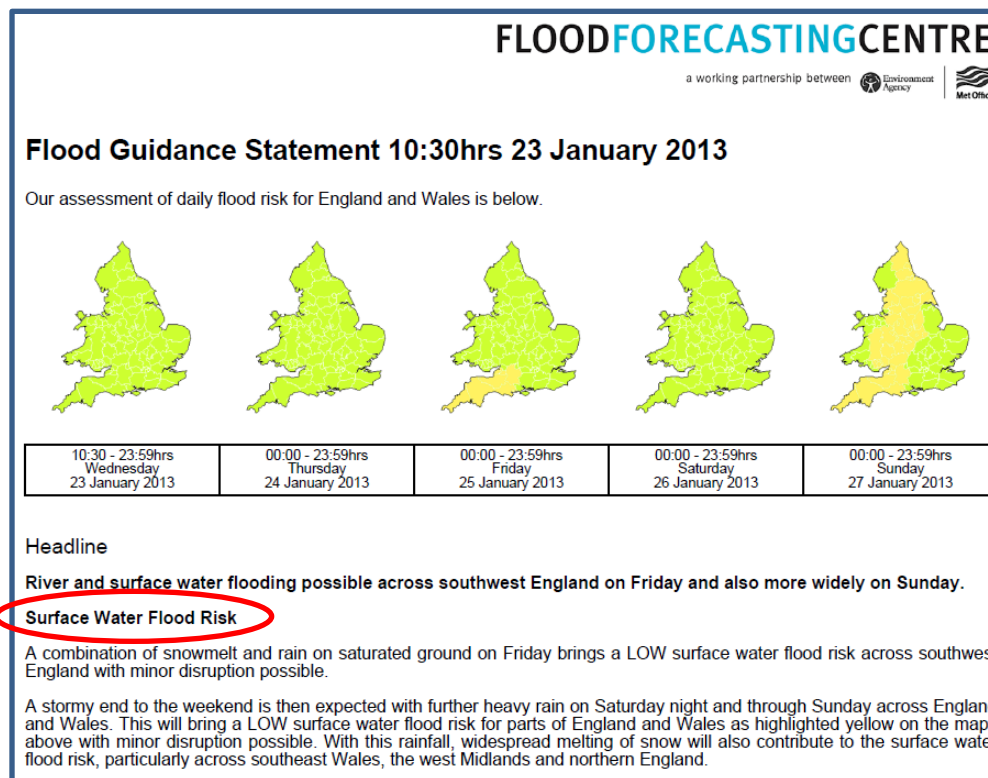 FLOODFORECASTINGCENTRE
a working partnership between Environment Agency Met Office
Flood Guidance Statement 10:30hrs 23 January 2013
Our assessment of daily flood risk for England and Wales is below.
10:30 - 23:59hrs
Wednesday
23 January 2013
00:00 - 23:59hrs
Thursday
24 January 2013
00:00 - 23:59hrs
Friday
25 January 2013
00:00 - 23:59hrs
Saturday
26 January 2013
00:00 - 23:59hrs
Sunday
27 January 2013
Headline
River and surface water flooding possible across southwest England on Friday and also more widely on Sunday.
Surface Water Flood Risk
A combination of snowmelt and rain on saturated ground on Friday brings a LOW surface water flood risk across southwes
England with minor disruption possible.
A stormy end to the weekend is then expected with further heavy rain on Saturday night and through Sunday across Englan
and Wales. This will bring a LOW surface water flood risk for parts of England and Wales as highlighted yellow on the map
above with minor disruption possible. With this rainfall, widespread melting of snow will also contribute to the surface wate
flood risk, particularly across southeast Wales, the west Midlands and northern England.